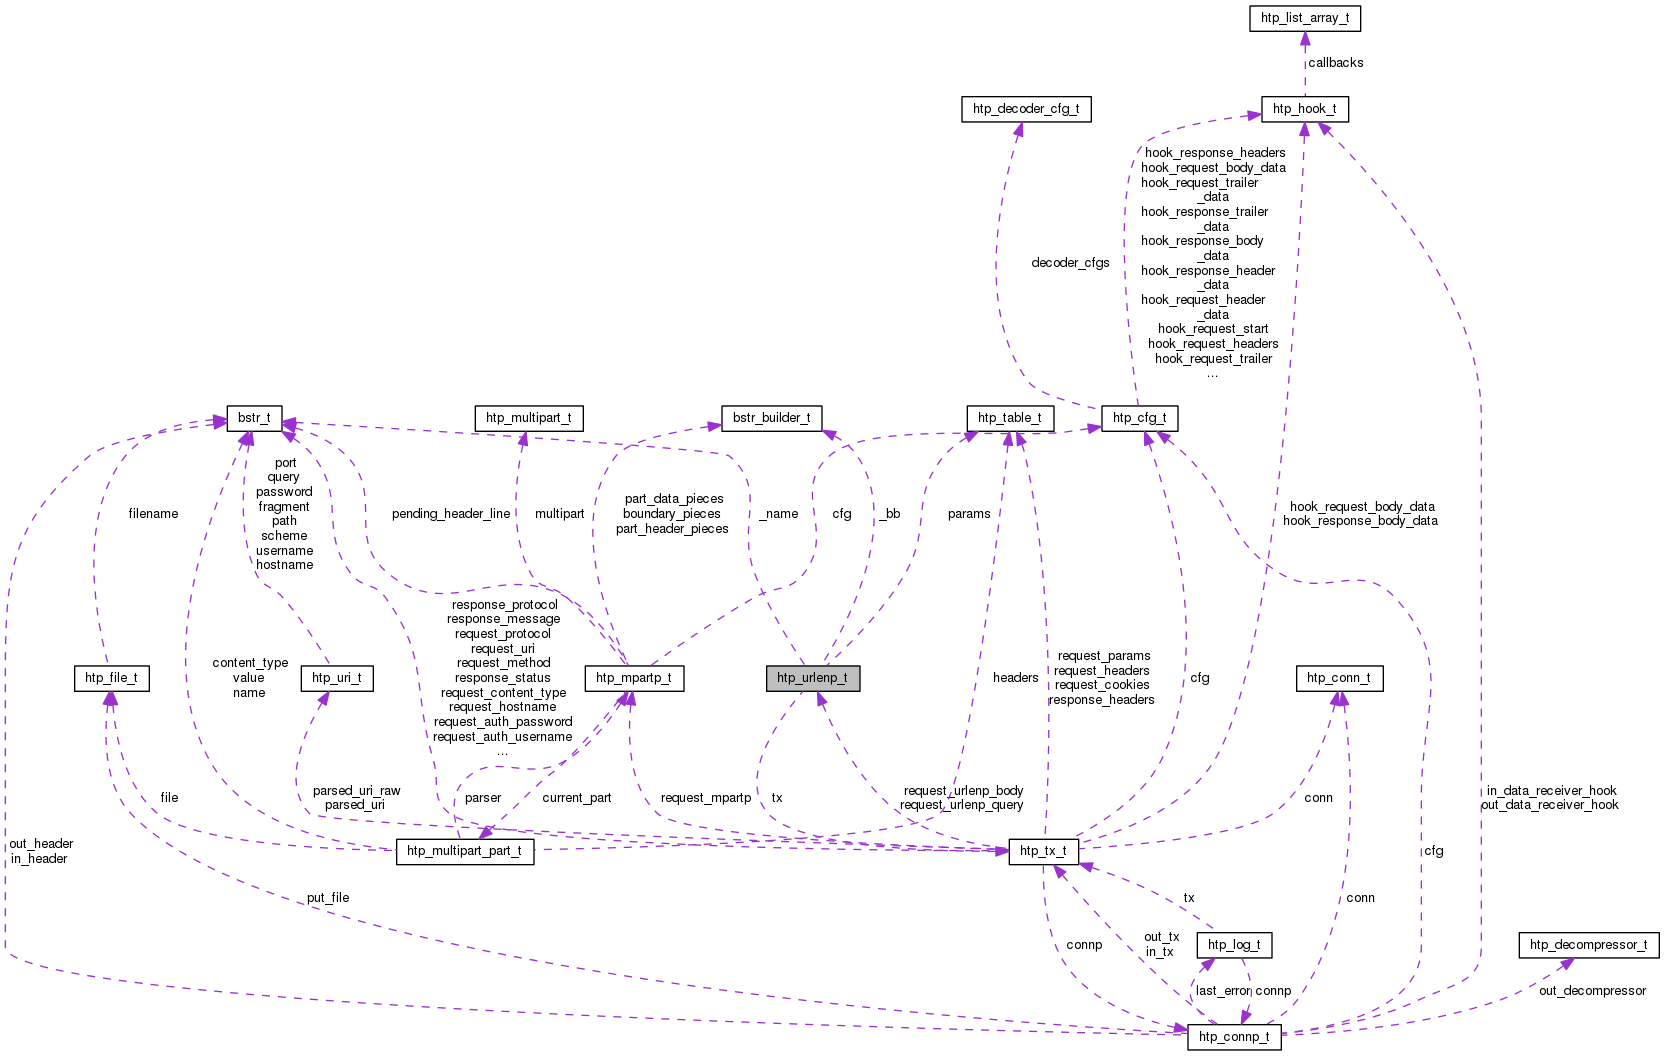 htp_list_array_t
callbacks
htp_decoder_cfg_t
htp_hook_t
hook_response_headers
hook_request_body_data
hook_request_trailer
_data
hook_response_trailer
_data
hook_response_body
_data
hook_response_header
_data
hook_request_header
_data
hook_request_start
hook_request_headers
hook_request_trailer
...
decoder_cfgs
bstr_t
htp_multipart_t
bstr_builder_t
htp_table_t
htp_cfg_t
port
query
password
fragment
path
scheme
username
hostname
filename
pending_header_line
multipart
part_data_pieces
boundary_pieces
part_header_pieces
_name
cfg
_bb
params
hook_request_body_data
hook_response_body_data
response_protocol
response_message
request_protocol
request_uri
request_method
response_status
request_content_type
request_hostname
request_auth_password
request_auth_username
...
content_type
value
name
htp_file_t
htp_uri_t
htp_mpartp_t
htp_urlenp_t
headers
request_params
request_headers
request_cookies
response_headers
cfg
htp_conn_t
parsed_uri_raw
parsed_uri
file
parser
current_part
request_mpartp
tx
request_urlenp_body
request_urlenp_query
conn
in_data_receiver_hook
out_data_receiver_hook
out_header
in_header
htp_multipart_part_t
htp_tx_t
cfg
put_file
tx
conn
connp
out_tx
in_tx
htp_log_t
htp_decompressor_t
last_error
connp
out_decompressor
htp_connp_t